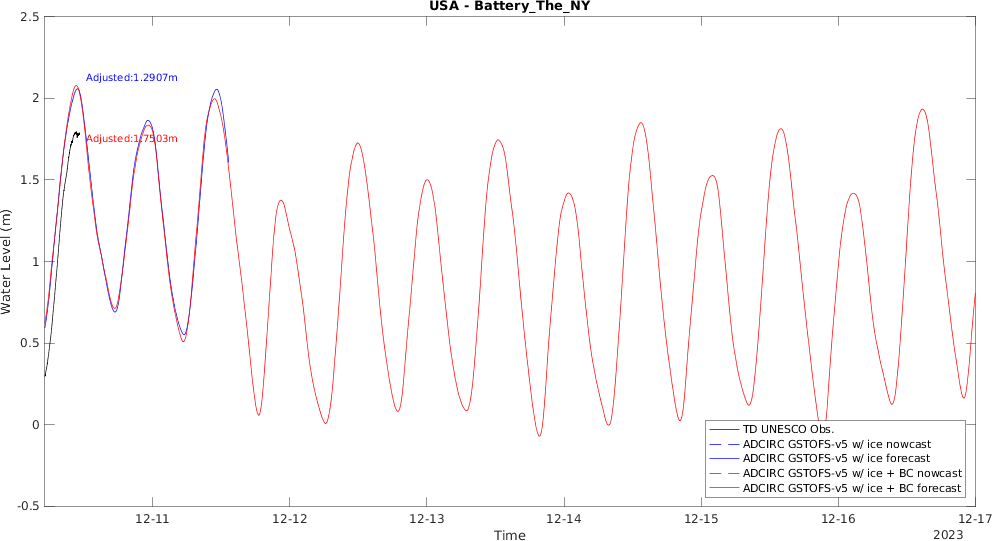 USA - Battery_The_NY
2.5
2
1.5
1
0.5
0
-0.5
Water Level (m)
Adjusted:1.2907m
Adjusted:1.7503m
TD UNESCO Obs.
ADCIRC GSTOFS-v5 w/ ice nowcast
ADCIRC GSTOFS-v5 w/ ice forecast
ADCIRC GSTOFS-v5 w/ ice + BC nowcast
ADCIRC GSTOFS-v5 w/ ice + BC forecast
12-11 12-12 12-13 12-14 12-15 12-16 12-17
Time
2023